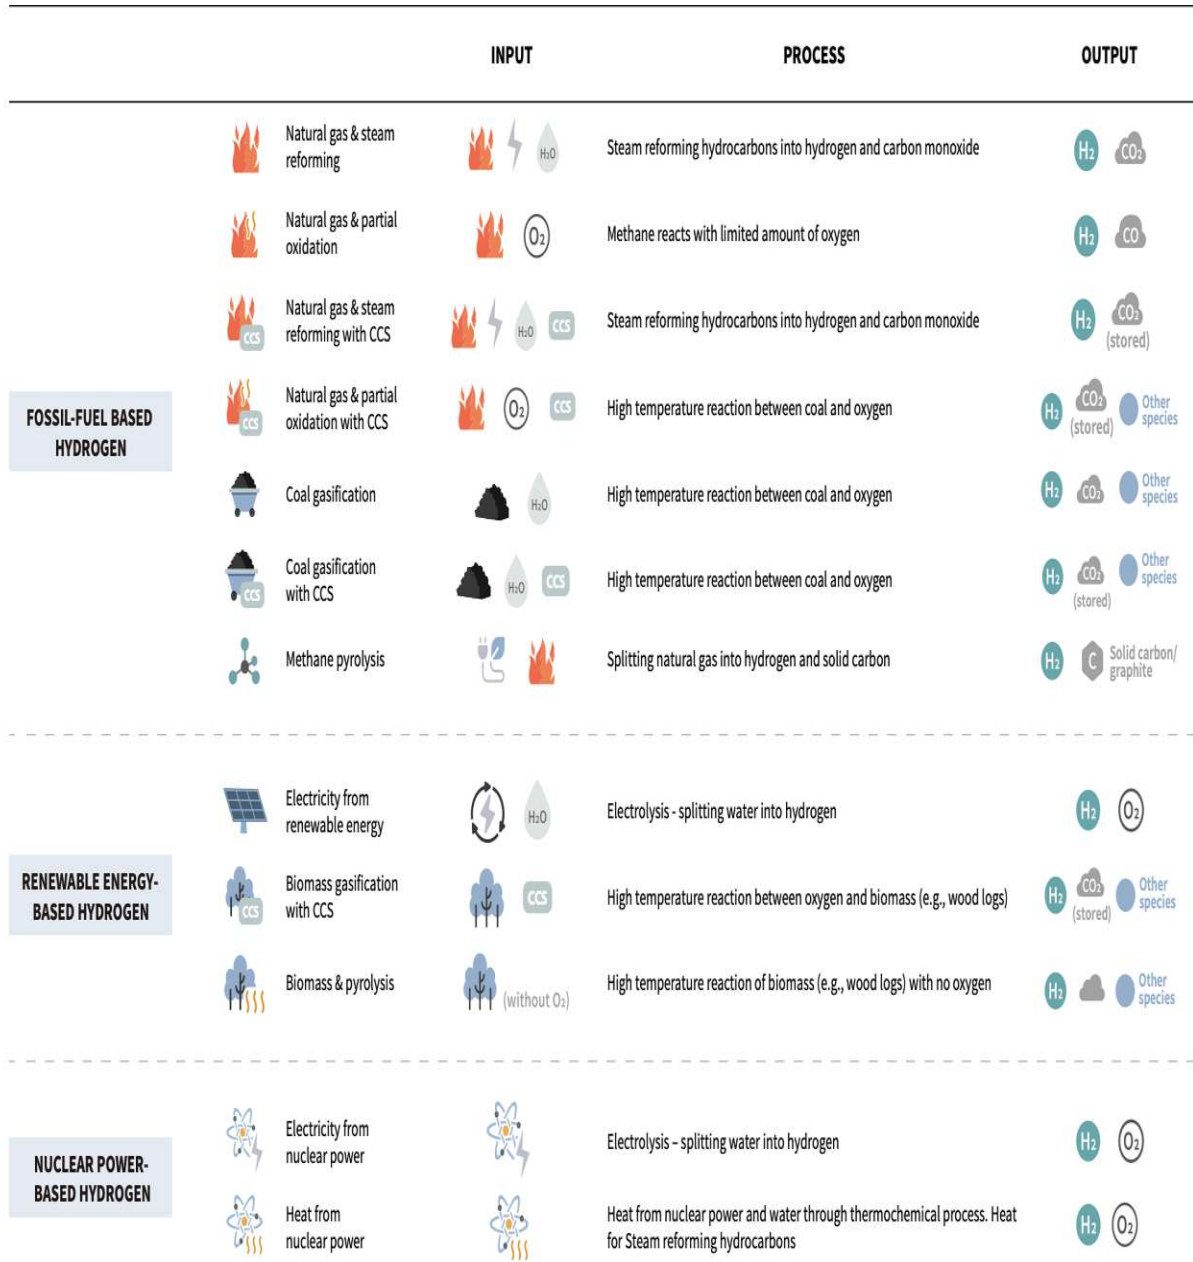 INPUT PROCESS OUTPUT
Natural gas & steam
reforming
H₂O
Steam reforming hydrocarbons into hydrogen and carbon monoxide
H₂ CO₂
Natural gas & partial
oxidation
O₂
Methane reacts with limited amount of oxygen
H₂ CO
CCS
Natural gas & steam
reforming with CCS
H₂O CCS
Steam reforming hydrocarbons into hydrogen and carbon monoxide
H₂ CO₂
(stored)
FOSSIL-FUEL BASED
HYDROGEN
CCS
Natural gas & partial
oxidation with CCS
O₂ CCS
High temperature reaction between coal and oxygen
H₂ CO₂
(stored)
Other
species
Coal gasification
H₂O
High temperature reaction between coal and oxygen
H₂ CO₂
Other
species
CCS
Coal gasification
with CCS
H₂O CCS
High temperature reaction between coal and oxygen
H₂ CO₂
(stored)
Other
species
Methane pyrolysis
Splitting natural gas into hydrogen and solid carbon
H₂ C
Solid carbon/
graphite
Electricity from
renewable energy
H₂O
Electrolysis - splitting water into hydrogen
H₂ O₂
RENEWABLE ENERGY-
BASED HYDROGEN
CCS
Biomass gasification
with CCS
CCS
High temperature reaction between oxygen and biomass (e.g., wood logs)
H₂ CO₂
(stored)
Other
species
Biomass & pyrolysis
(without O₂)
High temperature reaction of biomass (e.g., wood logs) with no oxygen
H₂
Other
species
Electricity from
nuclear power
Electrolysis – splitting water into hydrogen
H₂ O₂
NUCLEAR POWER-
BASED HYDROGEN
Heat from
nuclear power
Heat from nuclear power and water through thermochemical process. Heat
for Steam reforming hydrocarbons
H₂ O₂